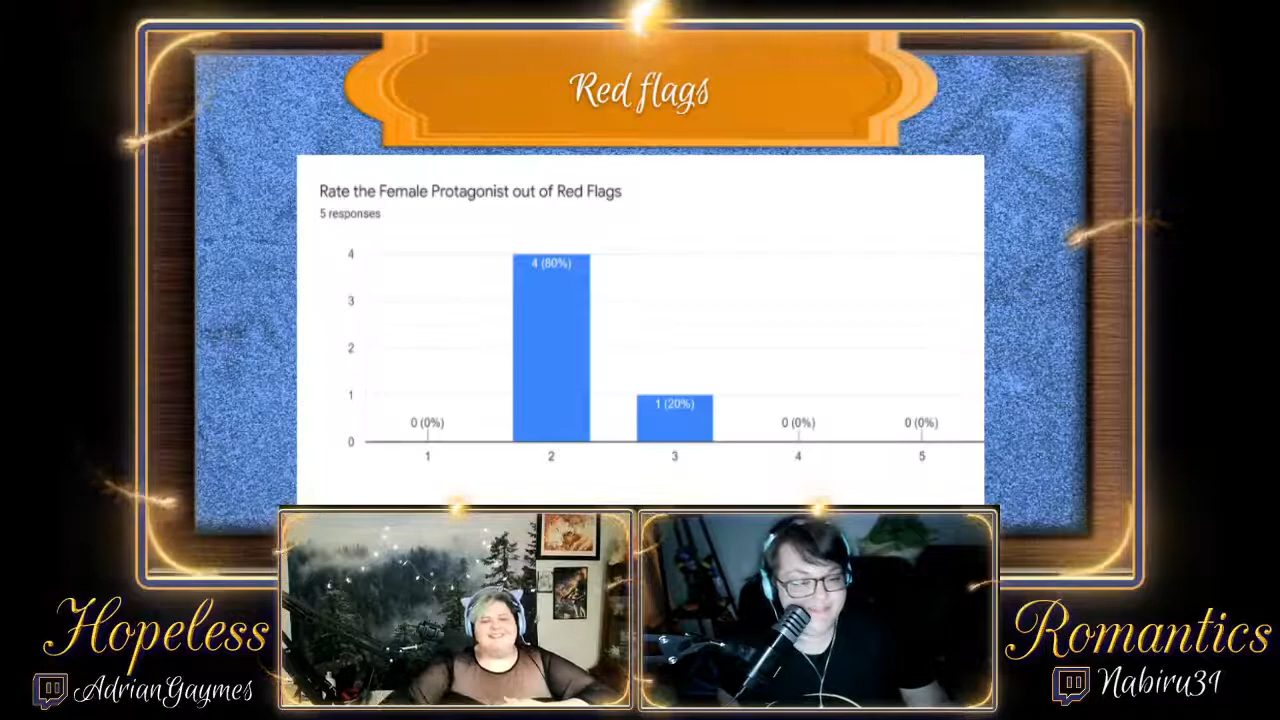 Red flags
Rate the Female Protagonist out of Red Flags
5 responses
4
3
2
1
0
4 (80%)
1 (20%)
0 (0%)
0 (0%)
0 (0%)
1
2
3
4
5
Hopeless
AdrianGaymes
Romantics
Nabiru31